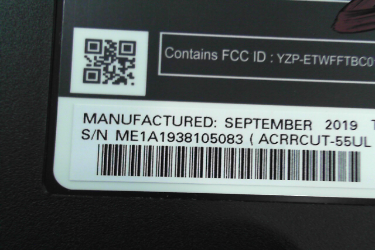 Contains FCC ID : YZP-ETWFFTBC0
MANUFACTURED: SEPTEMBER 2019
S/N ME1A1938105083 ( ACRRCUT-55UL